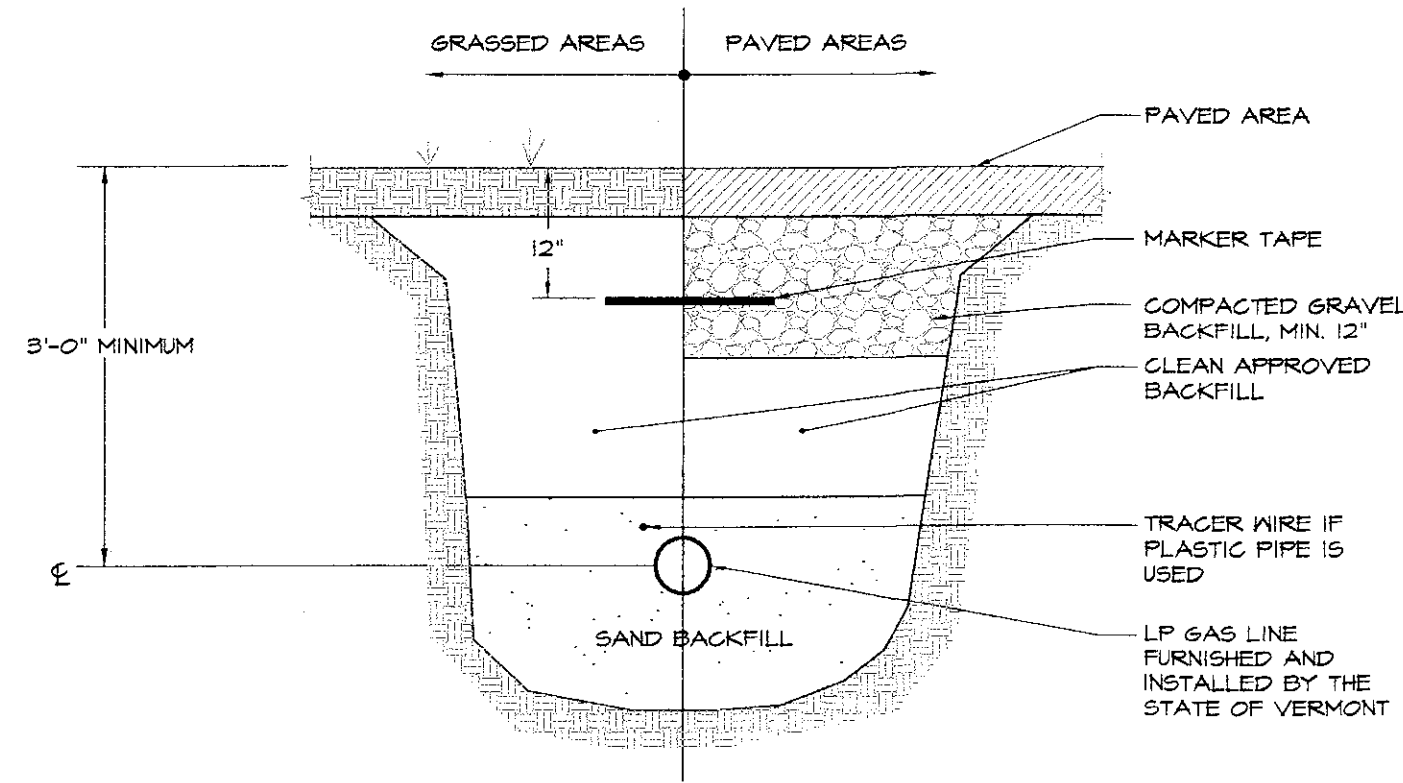 GRASSED AREAS
PAVED AREAS
PAVED AREA
12"
MARKER TAPE
COMPACTED GRAVEL
BACKFILL, MIN. 12"
3'-0" MINIMUM
CLEAN APPROVED
BACKFILL
TRACER WIRE IF
PLASTIC PIPE IS
USED
℄
SAND BACKFILL
LP GAS LINE
FURNISHED AND
INSTALLED BY THE
STATE OF VERMONT